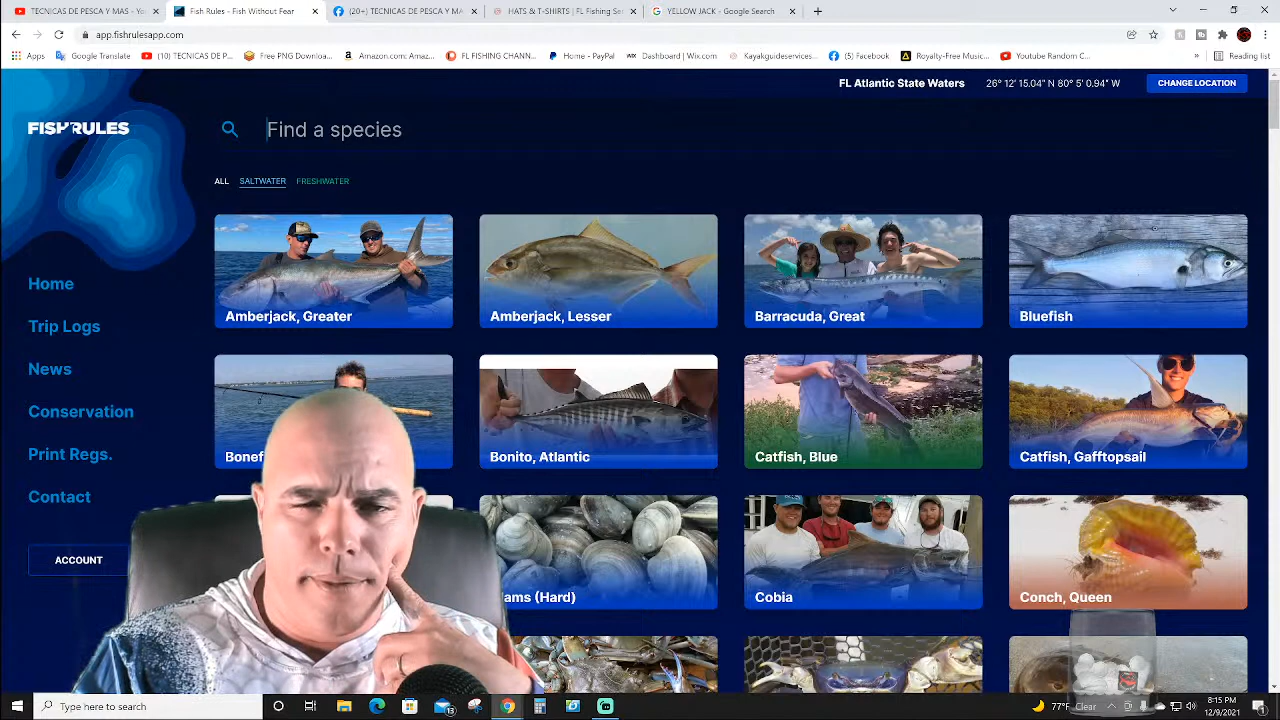 TECNICAS DE PESCA Y MAS - Yo
Fish Rules - Without Fear
(20+) TECNICAS DE PESCA Y MA
HATS & T-SHIRTS | FL Fishing Se
YELLOW JACK - Google Search
app.fishrulesapp.com
Google Translate
(10) TECNICAS DE P...
Free PNG Downloa...
Amazon.com: Amaz...
FL FISHING CHANN...
Home - PayPal
Dashboard | Wix.com
Kayakguideservices...
(5) Facebook
Royalty-Free Music...
Youtube Random C...
Reading list
FL Atlantic State Waters
26° 12' 15.04" N 80° 5' 0.94" W
CHANGE LOCATION
FISHRULES
Find a species
ALL
SALTWATER
FRESHWATER
Home
Trip Logs
News
Conservation
Print Regs.
Contact
ACCOUNT
Amberjack, Greater
Amberjack, Lesser
Barracuda, Great
Bluefish
Bonef
Bonito, Atlantic
Catfish, Blue
Catfish, Gafftopsail
ams (Hard)
Cobia
Conch, Queen
Type here to search
77°F Clear
8:15 PM
12/9/2021